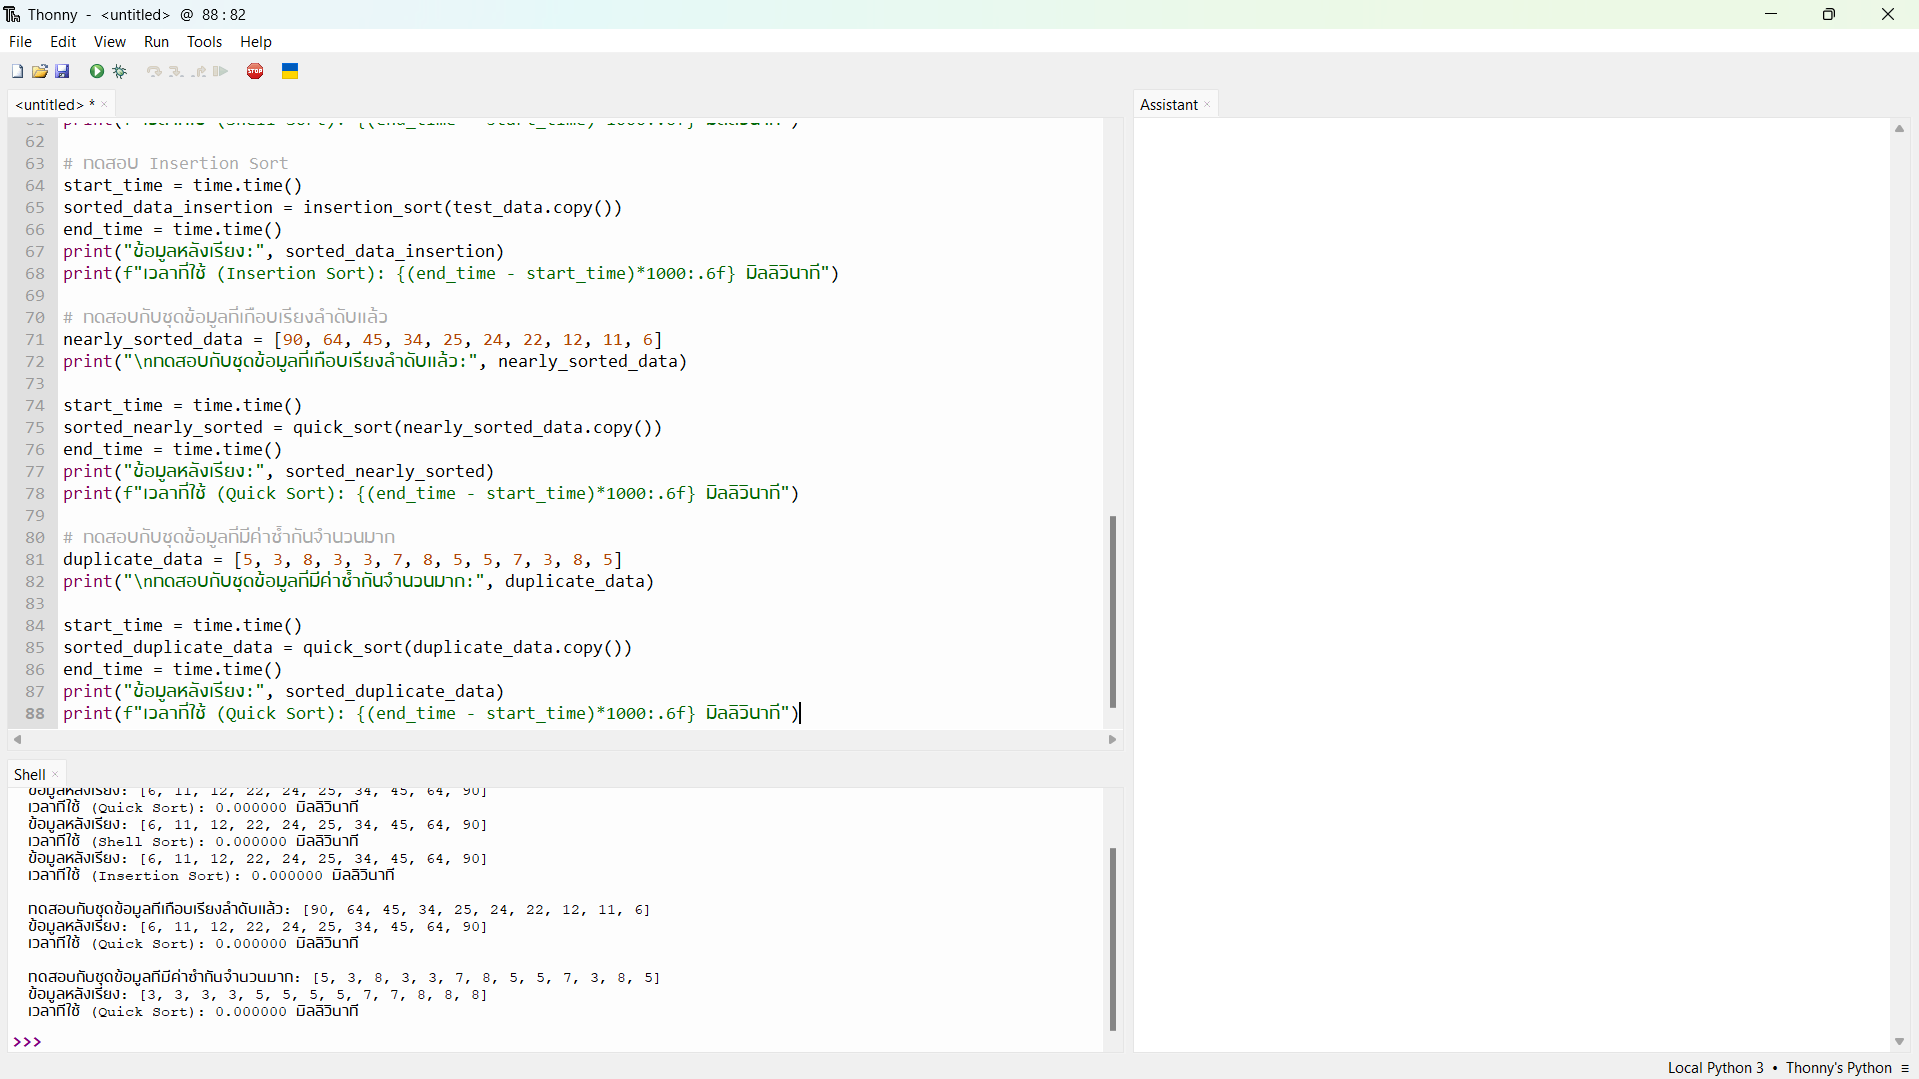 Thonny - <untitled> @ 88 : 82
File Edit View Run Tools Help
<untitled> * ×
62
63 # ทดสอบ Insertion Sort
64 start_time = time.time()
65 sorted_data_insertion = insertion_sort(test_data.copy())
66 end_time = time.time()
67 print("ข้อมูลหลังเรียง:", sorted_data_insertion)
68 print(f"เวลาที่ใช้ (Insertion Sort): {(end_time - start_time)*1000:.6f} มิลลิวินาที")
69
70 # ทดสอบกับชุดข้อมูลที่เกือบเรียงลำดับแล้ว
71 nearly_sorted_data = [90, 64, 45, 34, 25, 24, 22, 12, 11, 6]
72 print("\nทดสอบกับชุดข้อมูลที่เกือบเรียงลำดับแล้ว:", nearly_sorted_data)
73
74 start_time = time.time()
75 sorted_nearly_sorted = quick_sort(nearly_sorted_data.copy())
76 end_time = time.time()
77 print("ข้อมูลหลังเรียง:", sorted_nearly_sorted)
78 print(f"เวลาที่ใช้ (Quick Sort): {(end_time - start_time)*1000:.6f} มิลลิวินาที")
79
80 # ทดสอบกับชุดข้อมูลที่มีค่าซ้ำกันจำนวนมาก
81 duplicate_data = [5, 3, 8, 3, 3, 7, 8, 5, 5, 7, 3, 8, 5]
82 print("\nทดสอบกับชุดข้อมูลที่มีค่าซ้ำกันจำนวนมาก:", duplicate_data)
83
84 start_time = time.time()
85 sorted_duplicate_data = quick_sort(duplicate_data.copy())
86 end_time = time.time()
87 print("ข้อมูลหลังเรียง:", sorted_duplicate_data)
88 print(f"เวลาที่ใช้ (Quick Sort): {(end_time - start_time)*1000:.6f} มิลลิวินาที")
Shell ×
ข้อมูลหลังเรียง: [6, 11, 12, 22, 24, 25, 34, 45, 64, 90]
เวลาที่ใช้ (Quick Sort): 0.000000 มิลลิวินาที
ข้อมูลหลังเรียง: [6, 11, 12, 22, 24, 25, 34, 45, 64, 90]
เวลาที่ใช้ (Shell Sort): 0.000000 มิลลิวินาที
ข้อมูลหลังเรียง: [6, 11, 12, 22, 24, 25, 34, 45, 64, 90]
เวลาที่ใช้ (Insertion Sort): 0.000000 มิลลิวินาที
ทดสอบกับชุดข้อมูลที่เกือบเรียงลำดับแล้ว: [90, 64, 45, 34, 25, 24, 22, 12, 11, 6]
ข้อมูลหลังเรียง: [6, 11, 12, 22, 24, 25, 34, 45, 64, 90]
เวลาที่ใช้ (Quick Sort): 0.000000 มิลลิวินาที
ทดสอบกับชุดข้อมูลที่มีค่าซ้ำกันจำนวนมาก: [5, 3, 8, 3, 3, 7, 8, 5, 5, 7, 3, 8, 5]
ข้อมูลหลังเรียง: [3, 3, 3, 3, 5, 5, 5, 5, 7, 7, 8, 8, 8]
เวลาที่ใช้ (Quick Sort): 0.000000 มิลลิวินาที
>>>
Assistant ×
STOP
Local Python 3 • Thonny's Python ≡